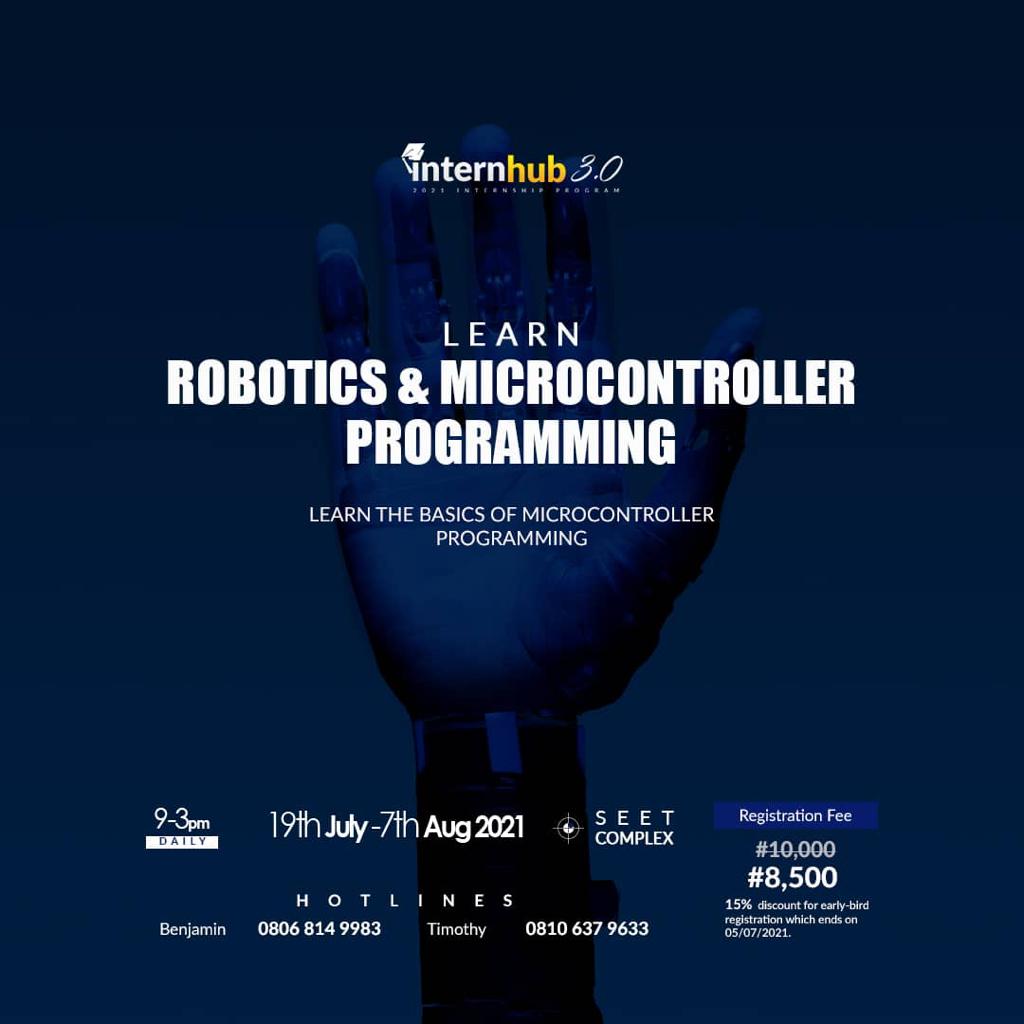 internhub 3.0
2021 INTERNSHIP PROGRAM
LEARN
ROBOTICS & MICROCONTROLLER
PROGRAMMING
LEARN THE BASICS OF MICROCONTROLLER
PROGRAMMING
9-3pm
DAILY
19th July -7th Aug 2021
SEET
COMPLEX
Registration Fee
#10,000
#8,500
15% discount for early-bird
registration which ends on
05/07/2021.
HOTLINES
Benjamin 0806 814 9983 Timothy 0810 637 9633